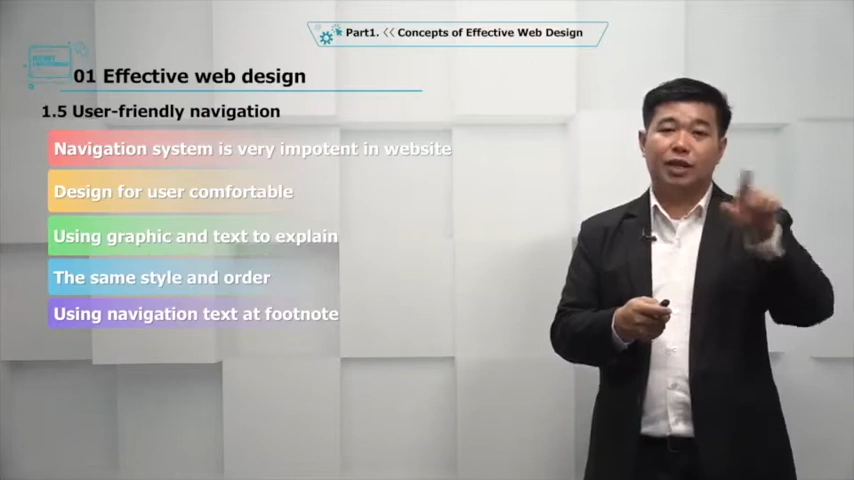 Part1. << Concepts of Effective Web Design
01 Effective web design
1.5 User-friendly navigation
Navigation system is very impotent in website
Design for user comfortable
Using graphic and text to explain
The same style and order
Using navigation text at footnote